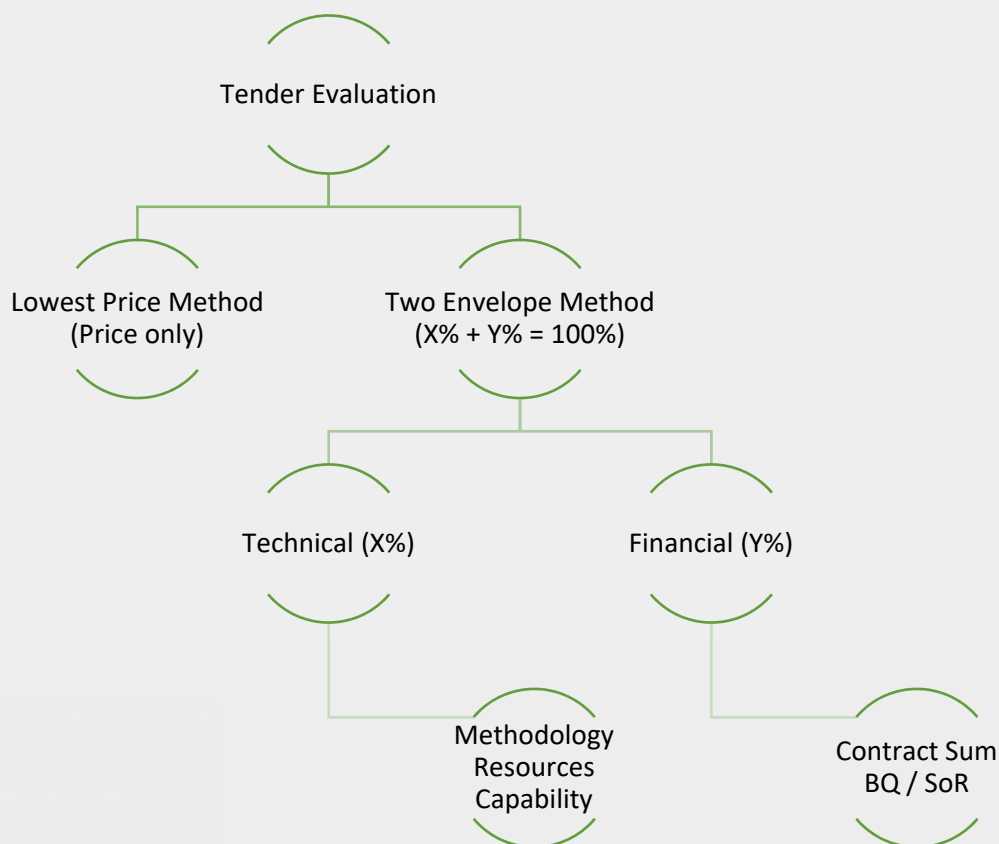 Tender Evaluation
Lowest Price Method
(Price only)
Two Envelope Method
(X% + Y% = 100%)
Technical (X%)
Financial (Y%)
Methodology
Resources
Capability
Contract Sum
BQ / SoR